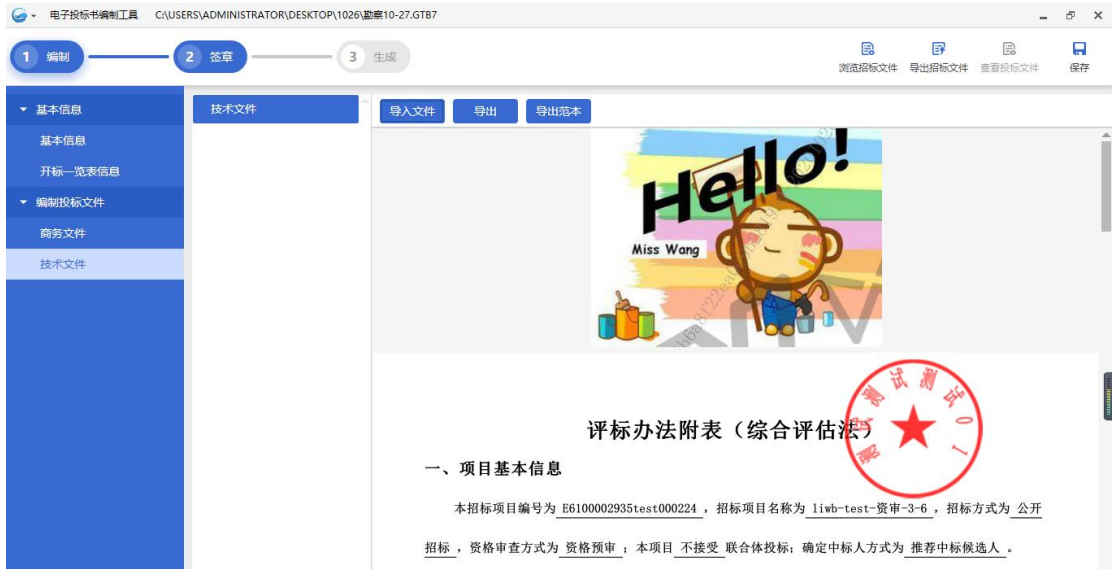 电子投标书编制工具 C:\USERS\ADMINISTRATOR\DESKTOP\1026\勘察10-27.GTB7
1 编制 2 签章 3 生成
浏览招标文件 导出招标文件 查看投标文件 保存
基本信息
基本信息
开标一览表信息
编制投标文件
商务文件
技术文件
技术文件
导入文件 导出 导出范本
Hello!
Miss Wang
测试测试测试01
评标办法附表（综合评估法）
一、项目基本信息
本招标项目编号为 E6100002935test000224 ，招标项目名称为 liwb-test-资审-3-6 ，招标方式为 公开
招标 ，资格审查方式为 资格预审 ；本项目 不接受 联合体投标；确定中标人方式为 推荐中标候选人 。